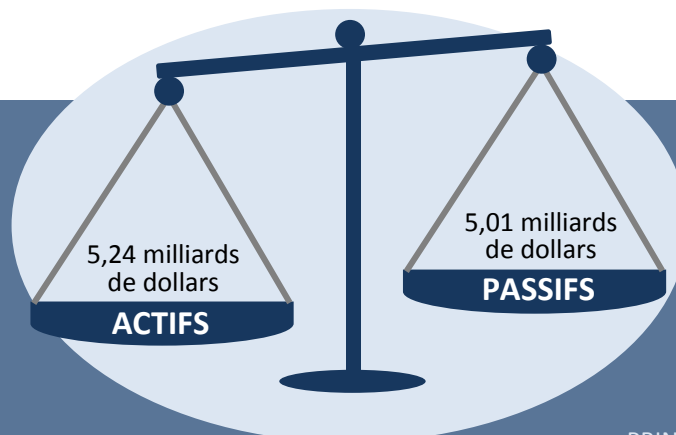 5,24 milliards
de dollars
ACTIFS
5,01 milliards
de dollars
PASSIFS